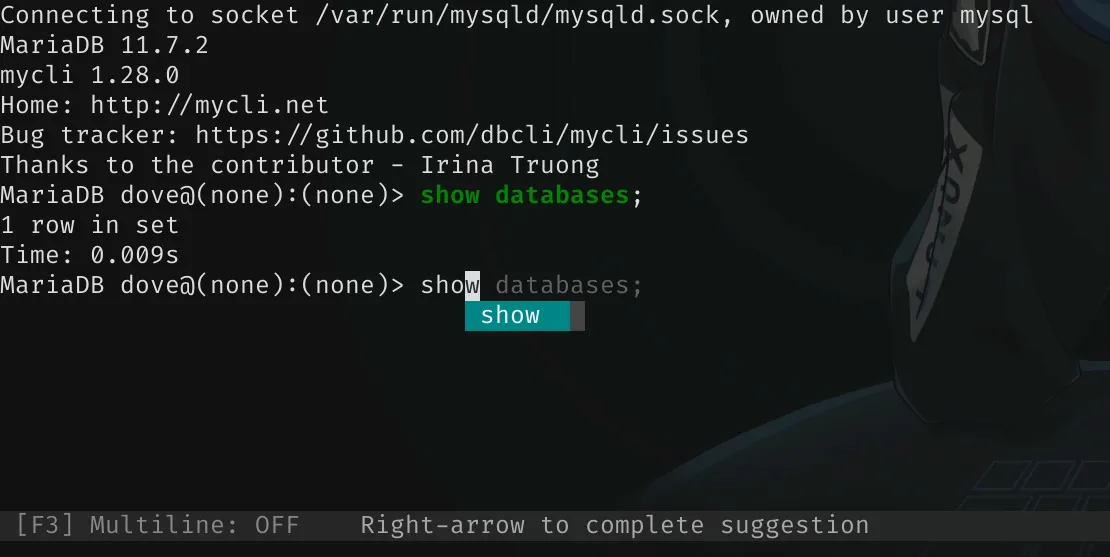 Connecting to socket /var/run/mysqld/mysqld.sock, owned by user mysql
MariaDB 11.7.2
mycli 1.28.0
Home: http://mycli.net
Bug tracker: https://github.com/dbcli/mycli/issues
Thanks to the contributor - Irina Truong
MariaDB dove@(none):(none)> show databases;
1 row in set
Time: 0.009s
MariaDB dove@(none):(none)> show databases;
show
[F3] Multiline: OFF    Right-arrow to complete suggestion